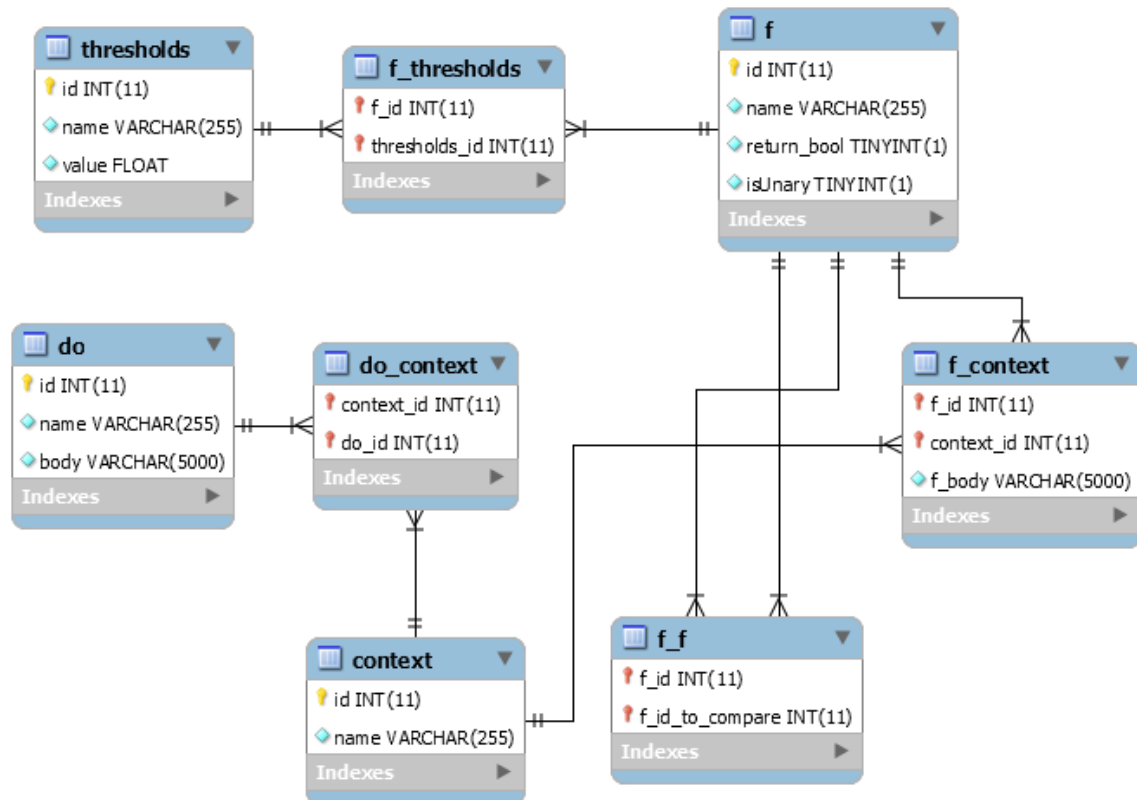 thresholds
id INT(11)
name VARCHAR(255)
value FLOAT
Indexes
f_thresholds
f_id INT(11)
thresholds_id INT(11)
Indexes
f
id INT(11)
name VARCHAR(255)
return_bool TINYINT(1)
isUnary TINYINT(1)
Indexes
do
id INT(11)
name VARCHAR(255)
body VARCHAR(5000)
Indexes
do_context
context_id INT(11)
do_id INT(11)
Indexes
f_context
f_id INT(11)
context_id INT(11)
f_body VARCHAR(5000)
Indexes
context
id INT(11)
name VARCHAR(255)
Indexes
f_f
f_id INT(11)
f_id_to_compare INT(11)
Indexes